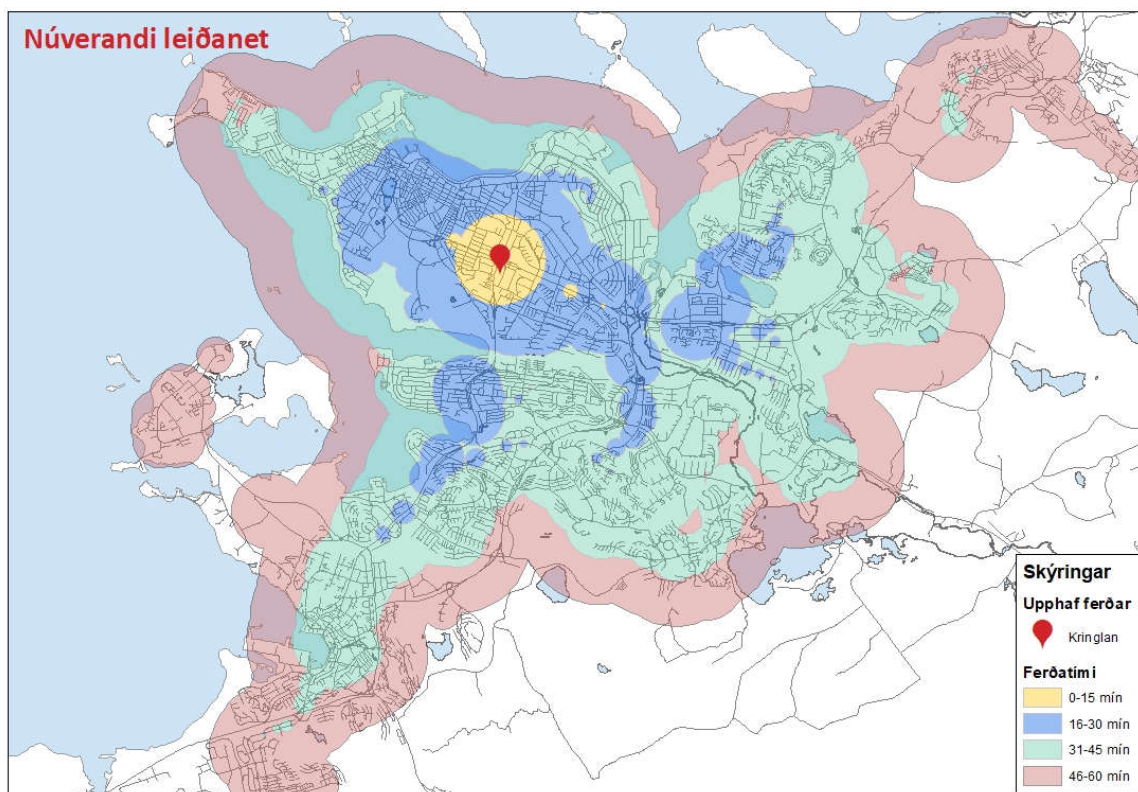 Núverandi leiðanet
Skýringar
Upphaf ferðar
Kringlan
Ferðatími
0-15 mín
16-30 mín
31-45 mín
46-60 mín